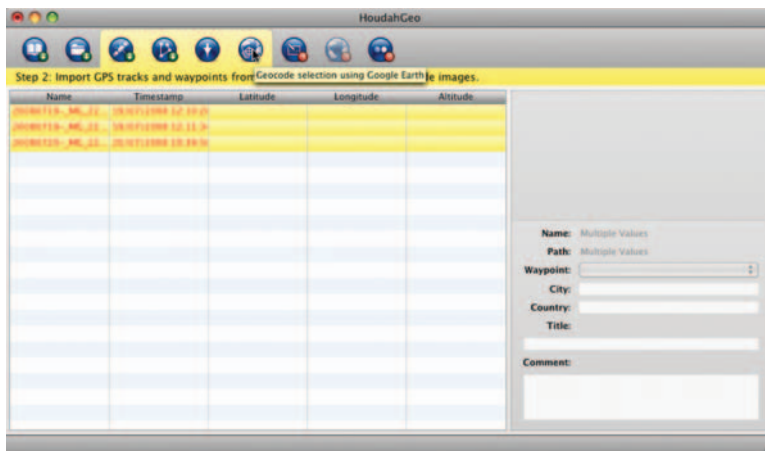 HoudahGeo
Step 2: Import GPS tracks and waypoints from
Geocode selection using Google Earth
le images.
Name Timestamp Latitude Longitude Altitude
Name: Multiple Values
Path: Multiple Values
Waypoint:
City:
Country:
Title:
Comment: